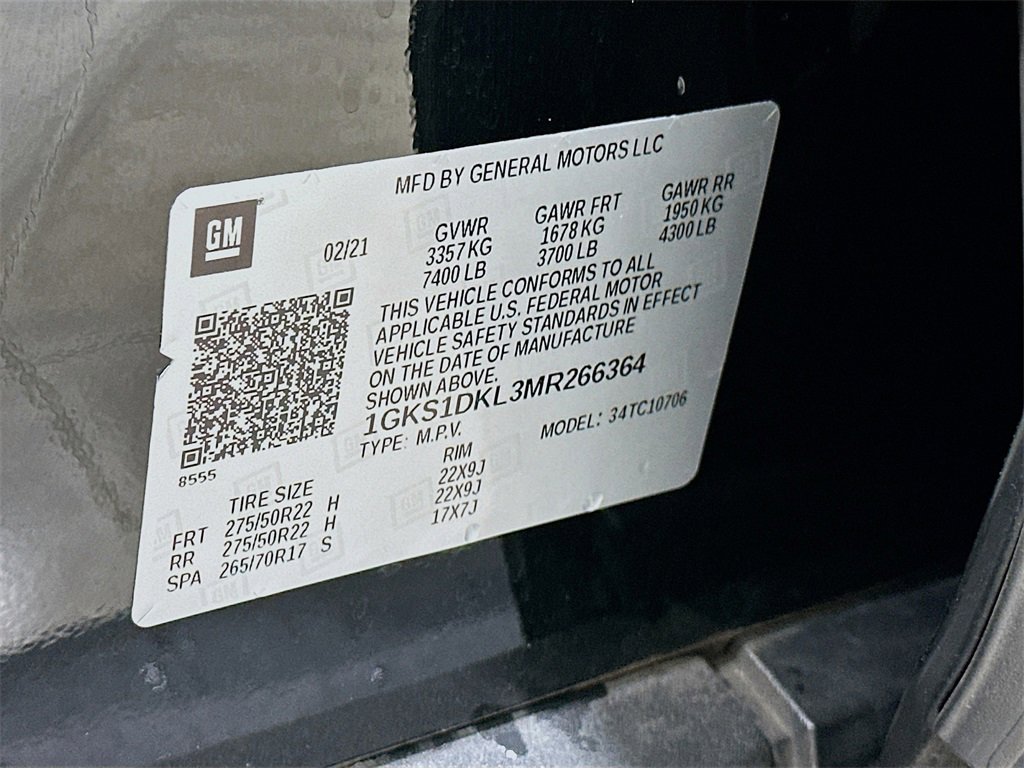 MFD BY GENERAL MOTORS LLC
GM
02/21
GVWR GAWR FRT GAWR RR
3357 KG 1678 KG 1950 KG
7400 LB 3700 LB 4300 LB
THIS VEHICLE CONFORMS TO ALL
APPLICABLE U.S. FEDERAL MOTOR
VEHICLE SAFETY STANDARDS IN EFFECT
ON THE DATE OF MANUFACTURE
SHOWN ABOVE.
1GKS1DKL3MR266364
TYPE: M.P.V. MODEL: 34TC10706
8555
TIRE SIZE RIM
FRT 275/50R22 H 22X9J
RR 275/50R22 H 22X9J
SPA 265/70R17 S 17X7J